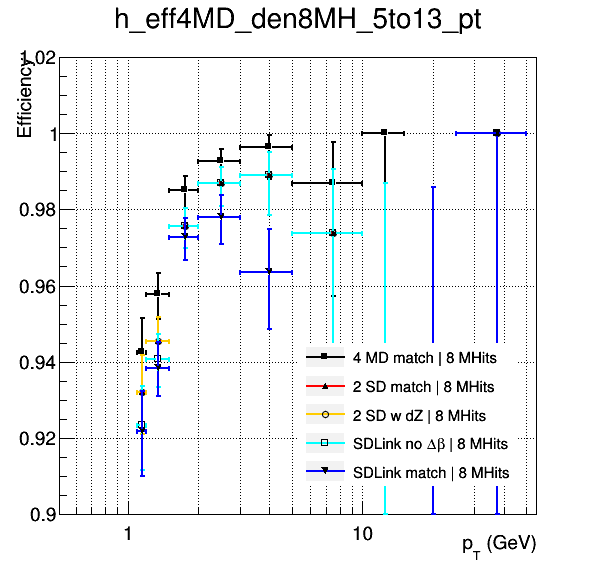 h_eff4MD_den8MH_5to13_pt
Efficiency
1.02
1
0.98
0.96
0.94
0.92
0.9
4 MD match | 8 MHits
2 SD match | 8 MHits
2 SD w dZ | 8 MHits
SDLink no Δβ | 8 MHits
SDLink match | 8 MHits
1
10
p_T (GeV)